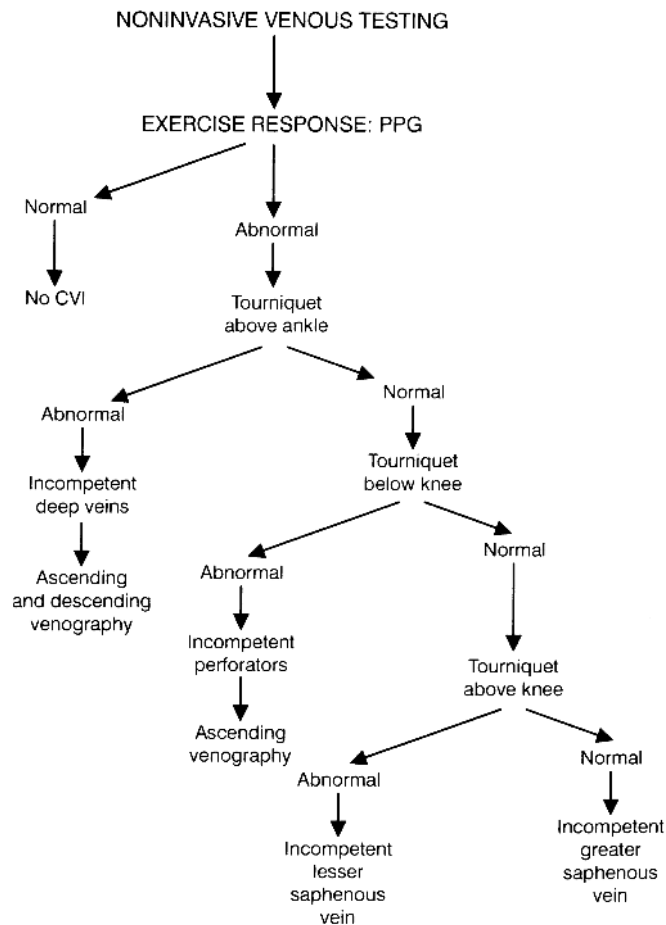 NONINVASIVE VENOUS TESTING
EXERCISE RESPONSE: PPG
Normal
Abnormal
No CVI
Tourniquet
above ankle
Abnormal
Normal
Incompetent
deep veins
Tourniquet
below knee
Ascending
and descending
venography
Abnormal
Normal
Incompetent
perforators
Tourniquet
above knee
Ascending
venography
Abnormal
Normal
Incompetent
lesser
saphenous
vein
Incompetent
greater
saphenous
vein